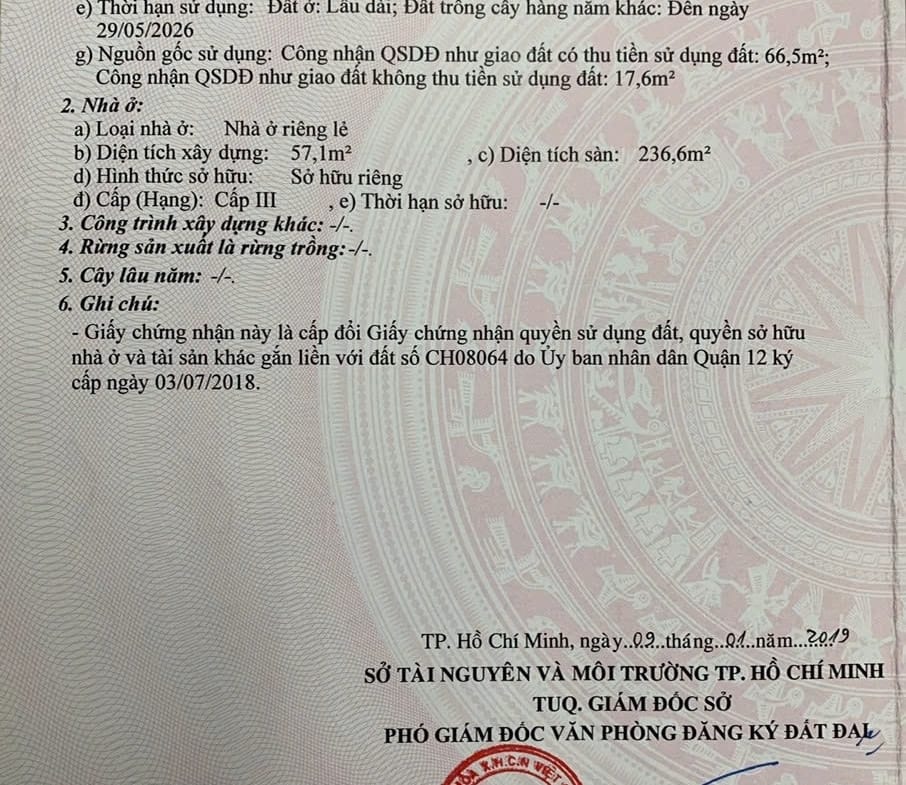 e) Thời hạn sử dụng: Đất ở: Lâu dài; Đất trồng cây hàng năm khác: Đến ngày
29/05/2026
g) Nguồn gốc sử dụng: Công nhận QSDĐ như giao đất có thu tiền sử dụng đất: 66,5m²;
Công nhận QSDĐ như giao đất không thu tiền sử dụng đất: 17,6m²
2. Nhà ở:
a) Loại nhà ở: Nhà ở riêng lẻ
b) Diện tích xây dựng: 57,1m² , c) Diện tích sàn: 236,6m²
d) Hình thức sở hữu: Sở hữu riêng
đ) Cấp (Hạng): Cấp III , e) Thời hạn sở hữu: -/-
3. Công trình xây dựng khác: -/-.
4. Rừng sản xuất là rừng trồng: -/-.
5. Cây lâu năm: -/-.
6. Ghi chú:
- Giấy chứng nhận này là cấp đổi Giấy chứng nhận quyền sử dụng đất, quyền sở hữu
nhà ở và tài sản khác gắn liền với đất số CH08064 do Ủy ban nhân dân Quận 12 ký
cấp ngày 03/07/2018.
TP. Hồ Chí Minh, ngày..09..tháng..01..năm...2019
SỞ TÀI NGUYÊN VÀ MÔI TRƯỜNG TP. HỒ CHÍ MINH
TUQ. GIÁM ĐỐC SỞ
PHÓ GIÁM ĐỐC VĂN PHÒNG ĐĂNG KÝ ĐẤT ĐAI
X.H.C.N VIỆT